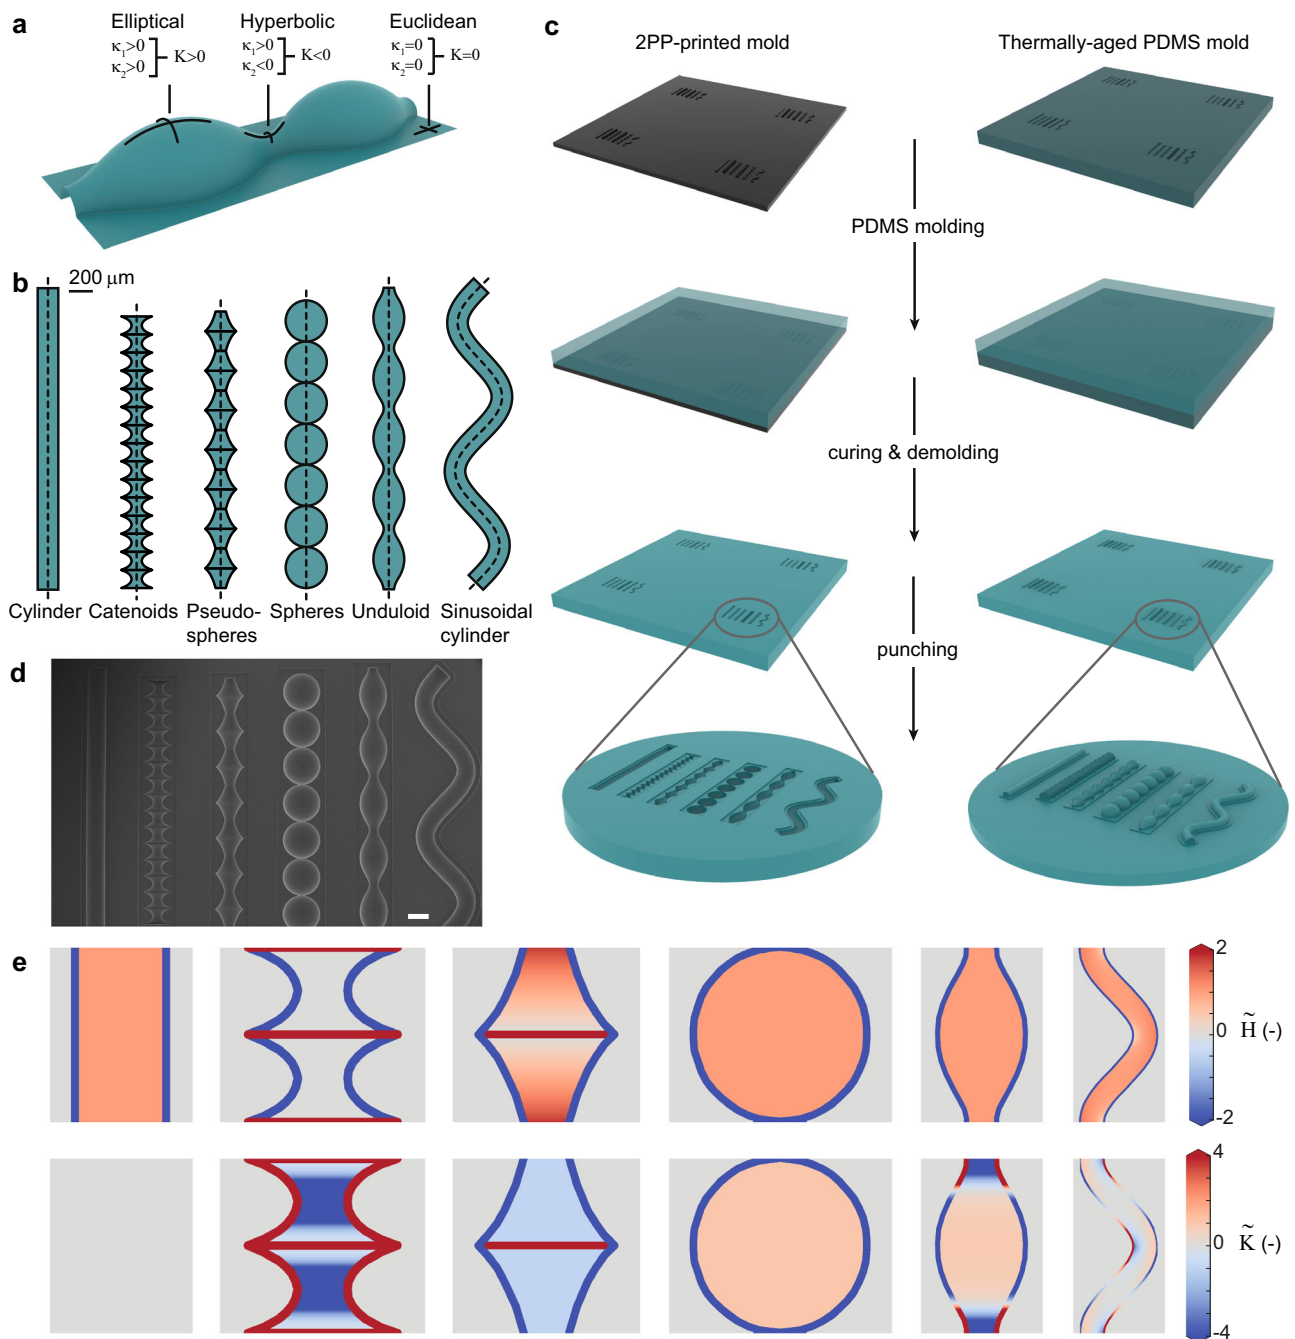 a
Elliptical
κ1>0
κ2>0
K>0
Hyperbolic
κ1>0
κ2<0
K<0
Euclidean
κ1=0
κ2=0
K=0
b
200 μm
Cylinder
Catenoids
Pseudo-
spheres
Spheres
Unduloid
Sinusoidal
cylinder
c
2PP-printed mold
Thermally-aged PDMS mold
PDMS molding
curing & demolding
punching
d
e
2
0
-2
H̃ (-)
4
0
-4
K̃ (-)